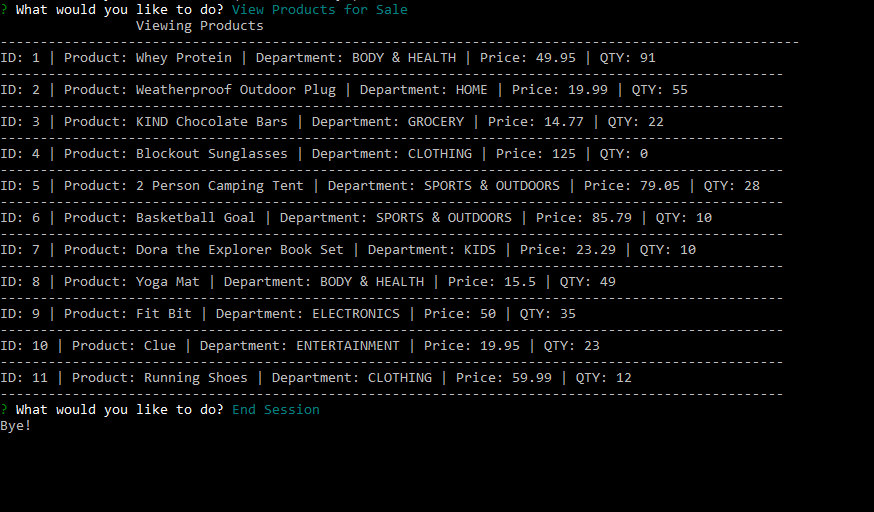 ? What would you like to do? View Products for Sale
Viewing Products
----------------------------------------------------------------------------------------------------
ID: 1 | Product: Whey Protein | Department: BODY & HEALTH | Price: 49.95 | QTY: 91
--------------------------------------------------------------------------------------------------
ID: 2 | Product: Weatherproof Outdoor Plug | Department: HOME | Price: 19.99 | QTY: 55
--------------------------------------------------------------------------------------------------
ID: 3 | Product: KIND Chocolate Bars | Department: GROCERY | Price: 14.77 | QTY: 22
--------------------------------------------------------------------------------------------------
ID: 4 | Product: Blockout Sunglasses | Department: CLOTHING | Price: 125 | QTY: 0
--------------------------------------------------------------------------------------------------
ID: 5 | Product: 2 Person Camping Tent | Department: SPORTS & OUTDOORS | Price: 79.05 | QTY: 28
--------------------------------------------------------------------------------------------------
ID: 6 | Product: Basketball Goal | Department: SPORTS & OUTDOORS | Price: 85.79 | QTY: 10
--------------------------------------------------------------------------------------------------
ID: 7 | Product: Dora the Explorer Book Set | Department: KIDS | Price: 23.29 | QTY: 10
--------------------------------------------------------------------------------------------------
ID: 8 | Product: Yoga Mat | Department: BODY & HEALTH | Price: 15.5 | QTY: 49
--------------------------------------------------------------------------------------------------
ID: 9 | Product: Fit Bit | Department: ELECTRONICS | Price: 50 | QTY: 35
--------------------------------------------------------------------------------------------------
ID: 10 | Product: Clue | Department: ENTERTAINMENT | Price: 19.95 | QTY: 23
--------------------------------------------------------------------------------------------------
ID: 11 | Product: Running Shoes | Department: CLOTHING | Price: 59.99 | QTY: 12
--------------------------------------------------------------------------------------------------
? What would you like to do? End Session
Bye!